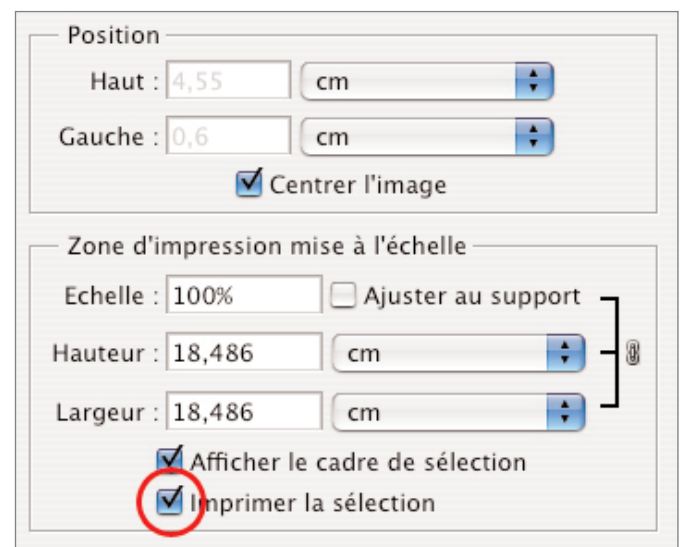 Position
Haut : 4,55 cm
Gauche : 0,6 cm
Centrer l'image
Zone d'impression mise à l'échelle
Echelle : 100% Ajuster au support
Hauteur : 18,486 cm
Largeur : 18,486 cm
Afficher le cadre de sélection
Imprimer la sélection